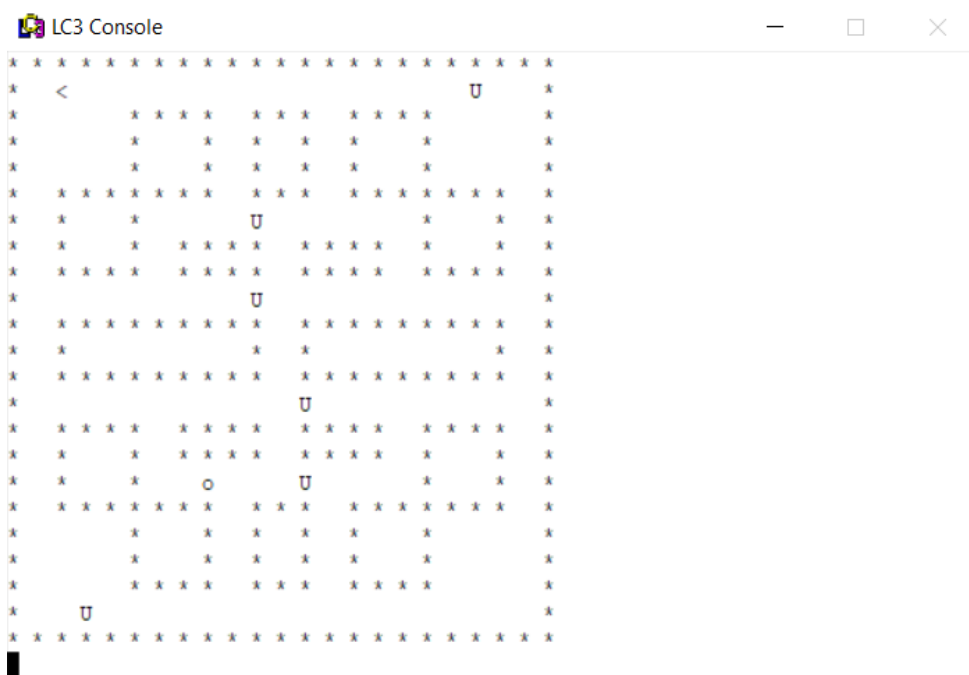 LC3 Console
* * * * * * * * * * * * * * * * * * * * * * *
*   <                                 U     *
*         * * * *   * * *   * * * *         *
*         *     *   *   *   *     *         *
*         *     *   *   *   *     *         *
*   * * * * * * *   * * *   * * * * * * *   *
*   *     *         U             *     *   *
*   *     *   * * * *   * * * *   *     *   *
*   * * * *   * * * *   * * * *   * * * *   *
*                   U                       *
*   * * * * * * * * *   * * * * * * * * *   *
*   *               *   *               *   *
*   * * * * * * * * *   * * * * * * * * *   *
*                       U                   *
*   * * * *   * * * *   * * * *   * * * *   *
*   *     *   * * * *   * * * *   *     *   *
*   *     *     o       U         *     *   *
*   * * * * * * *   * * *   * * * * * * *   *
*         *     *   *   *   *     *         *
*         *     *   *   *   *     *         *
*         * * * *   * * *   * * * *         *
*     U                                     *
* * * * * * * * * * * * * * * * * * * * * * *